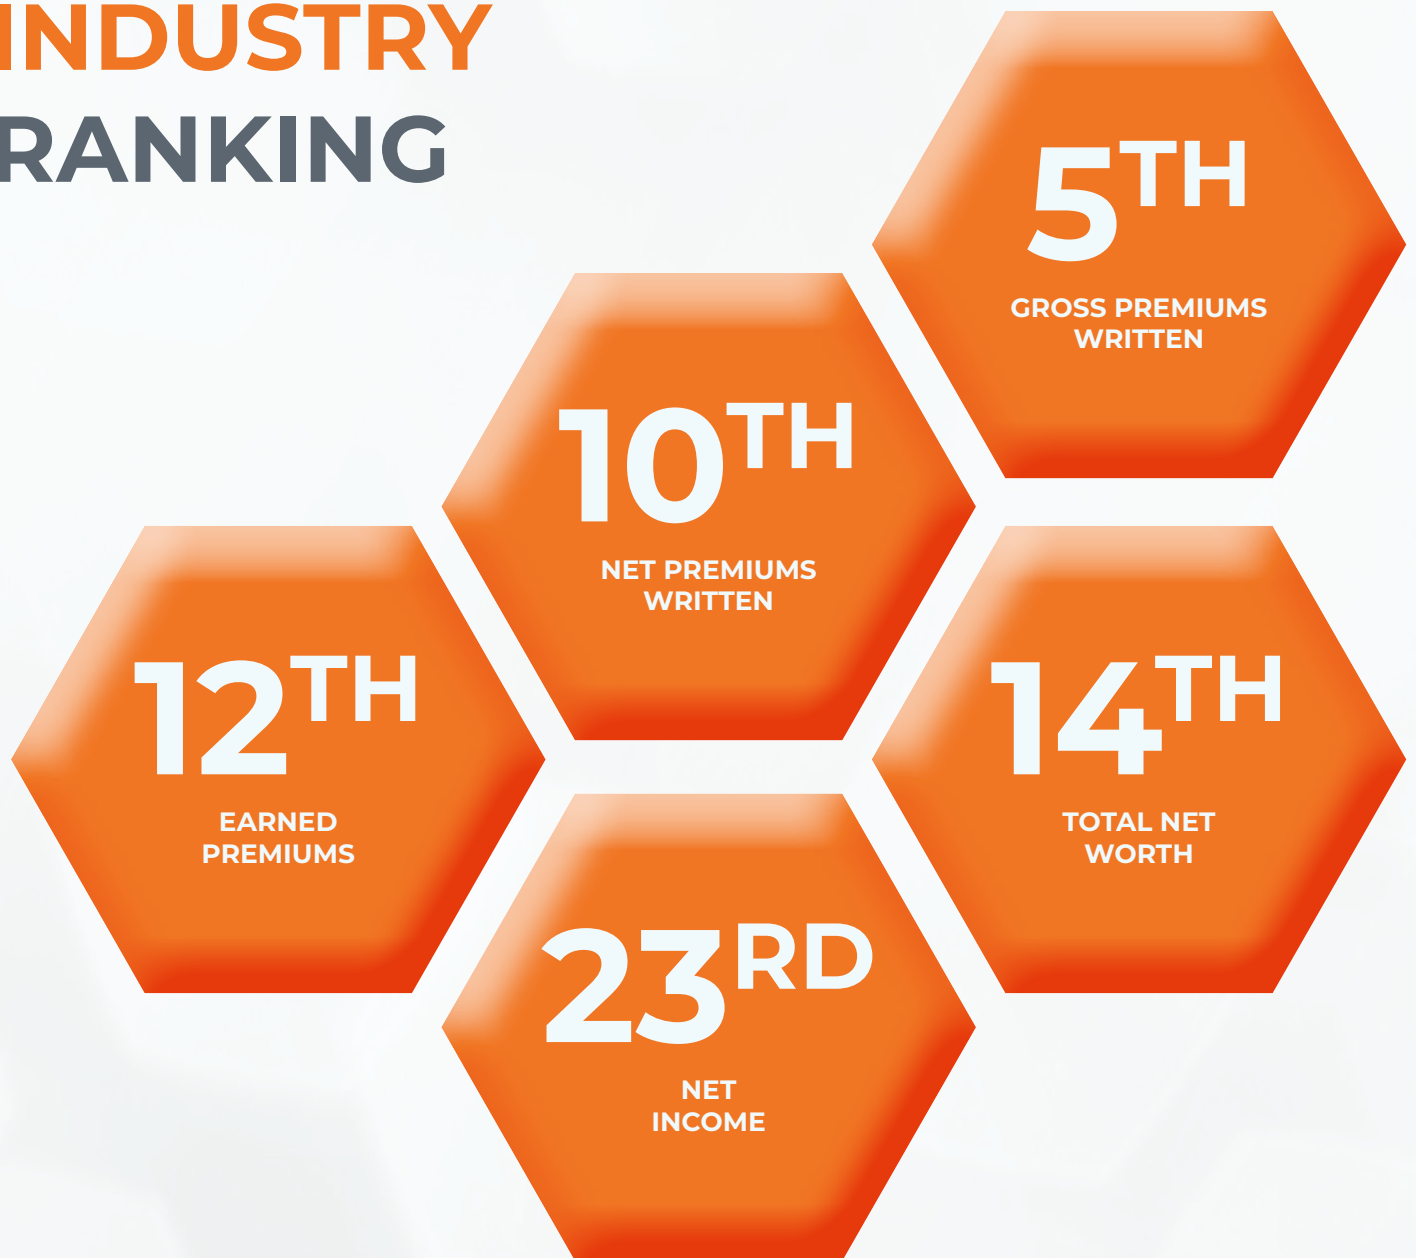 INDUSTRY
RANKING
5TH
GROSS PREMIUMS
WRITTEN
10TH
NET PREMIUMS
WRITTEN
12TH
EARNED
PREMIUMS
14TH
TOTAL NET
WORTH
23RD
NET
INCOME